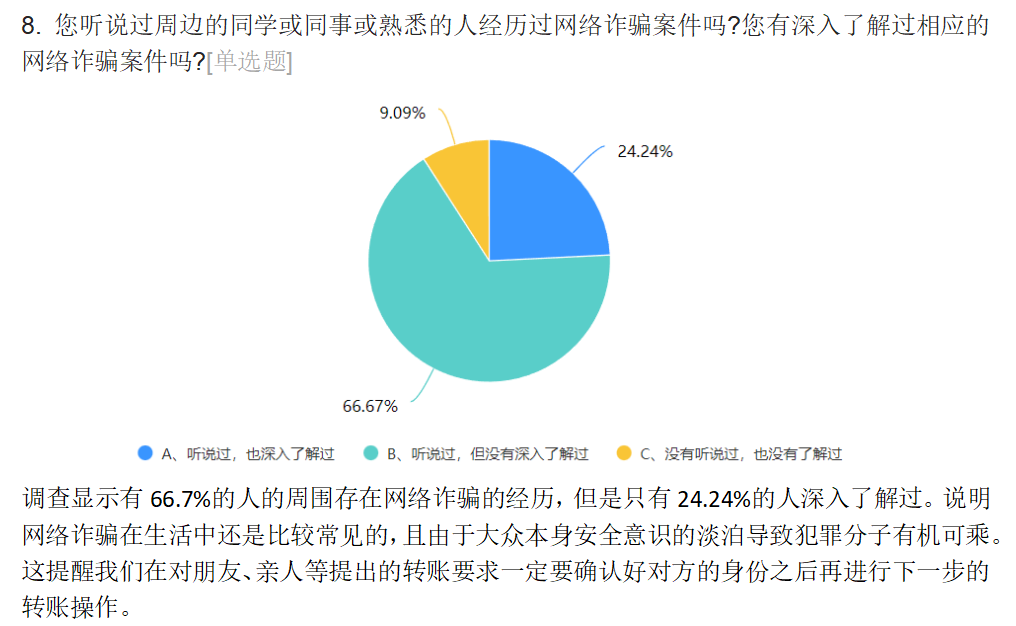 8. 您听说过周边的同学或同事或熟悉的人经历过网络诈骗案件吗?您有深入了解过相应的
网络诈骗案件吗?[单选题]
9.09%
24.24%
66.67%
A、听说过，也深入了解过 B、听说过，但没有深入了解过 C、没有听说过，也没有了解过
调查显示有 66.7%的人的周围存在网络诈骗的经历，但是只有 24.24%的人深入了解过。说明
网络诈骗在生活中还是比较常见的，且由于大众本身安全意识的淡泊导致犯罪分子有机可乘。
这提醒我们在对朋友、亲人等提出的转账要求一定要确认好对方的身份之后再进行下一步的
转账操作。